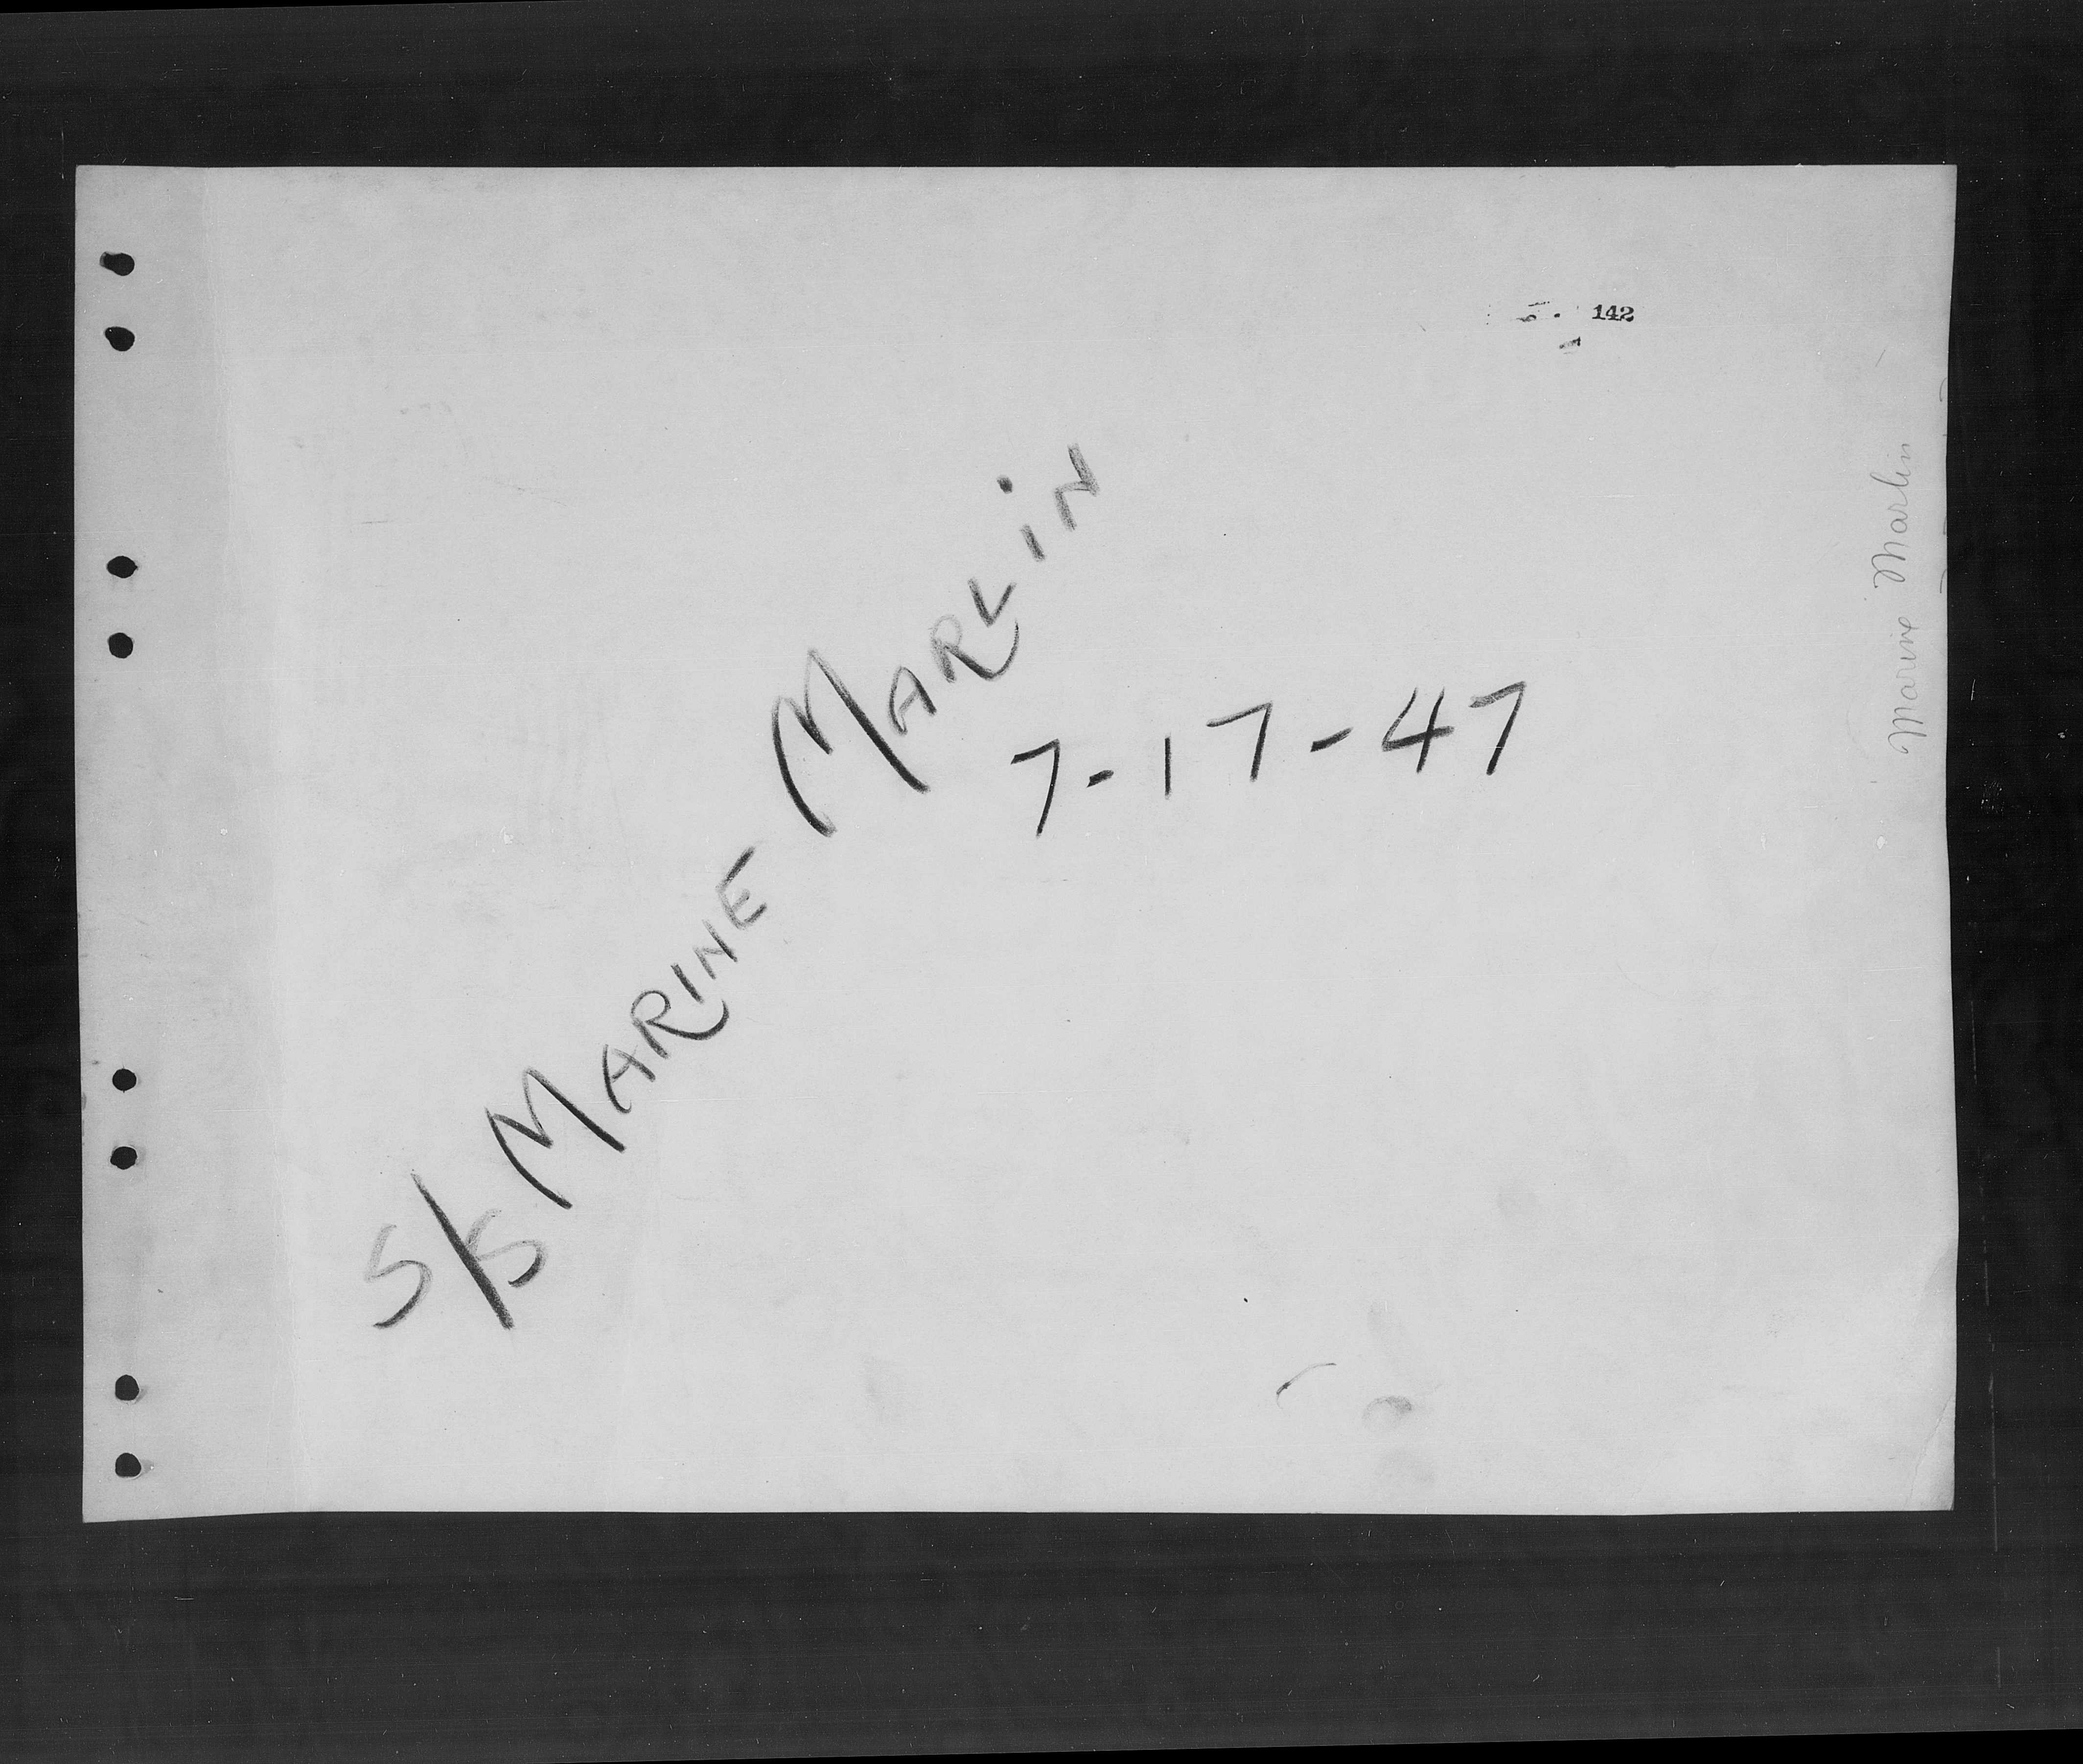 142
S/S MARINE MARLIN
7-17-47
Marine Marlin